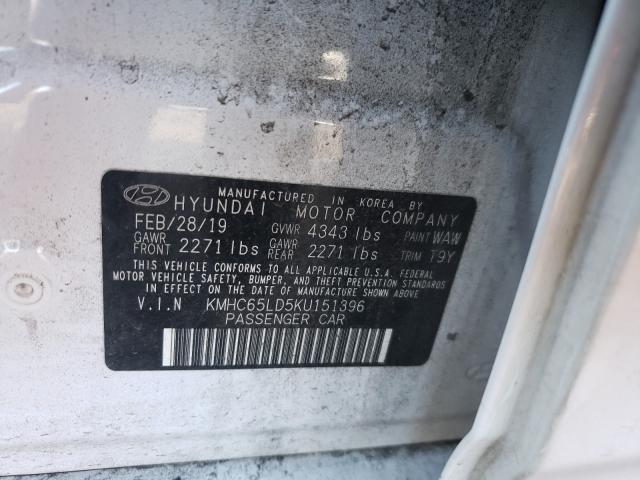 MANUFACTURED IN KOREA BY
HYUNDAI MOTOR COMPANY
FEB/28/19 GVWR 4343 lbs PAINT WAW
GAWR FRONT 2271 lbs GAWR REAR 2271 lbs TRIM T9Y
THIS VEHICLE CONFORMS TO ALL APPLICABLE U.S.A. FEDERAL
MOTOR VEHICLE SAFETY, BUMPER, AND THEFT PREVENTION STANDARDS
IN EFFECT ON THE DATE OF MANUFACTURE SHOWN ABOVE.
V.I.N KMHC65LD5KU151396
PASSENGER CAR